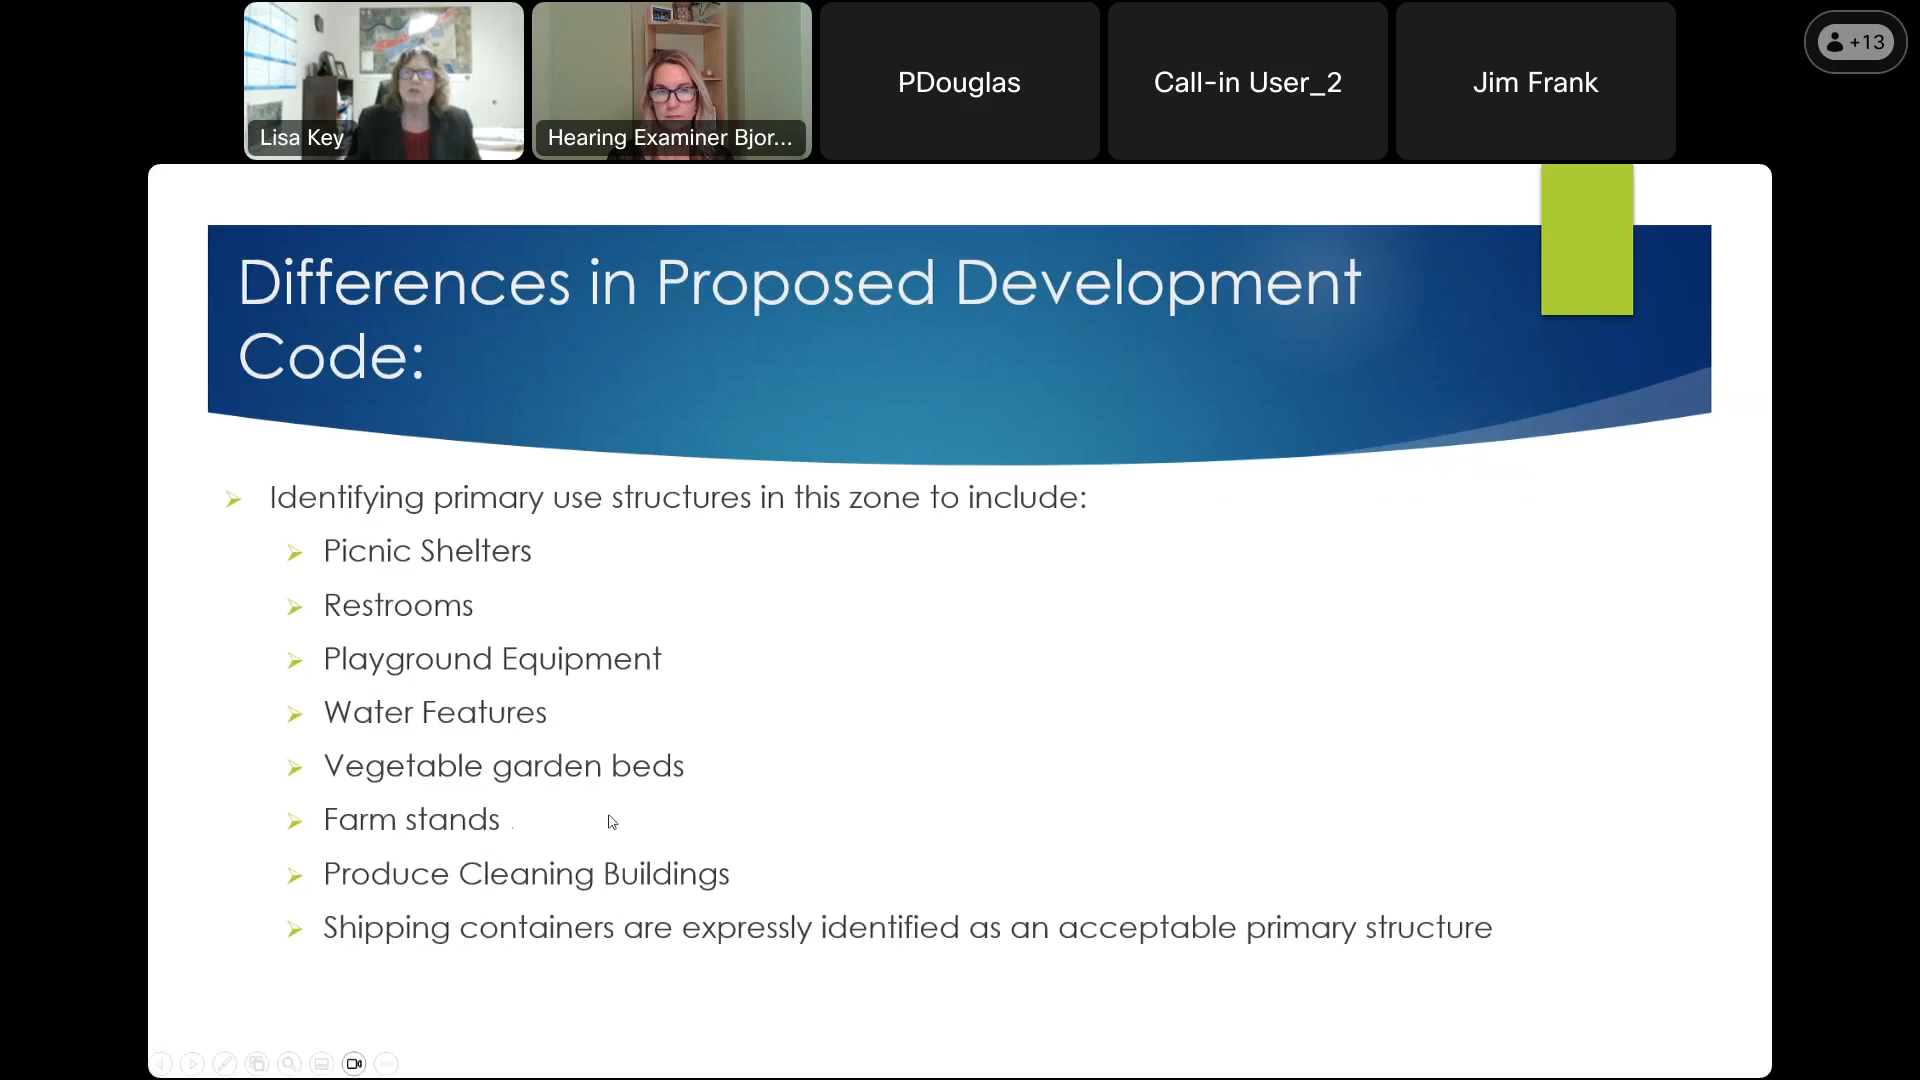 Lisa Key
Hearing Examiner Bjor...
PDouglas
Call-in User_2
Jim Frank
+13
Differences in Proposed Development
Code:
Identifying primary use structures in this zone to include:
Picnic Shelters
Restrooms
Playground Equipment
Water Features
Vegetable garden beds
Farm stands
Produce Cleaning Buildings
Shipping containers are expressly identified as an acceptable primary structure